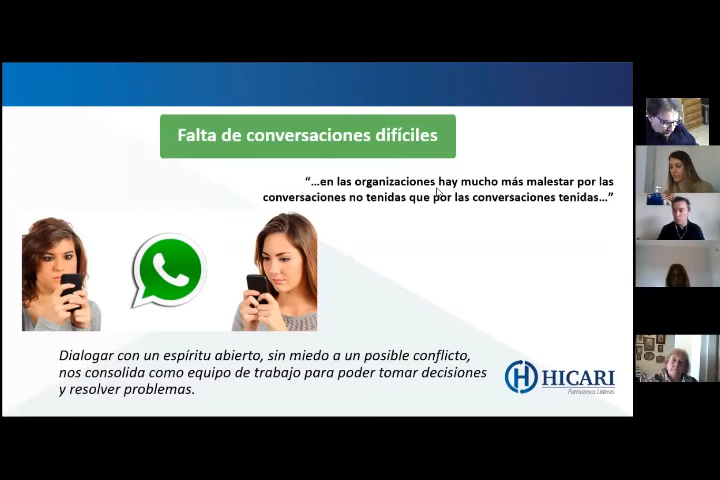 Falta de conversaciones difíciles
“...en las organizaciones hay mucho más malestar por las
conversaciones no tenidas que por las conversaciones tenidas...”
Dialogar con un espíritu abierto, sin miedo a un posible conflicto,
nos consolida como equipo de trabajo para poder tomar decisiones
y resolver problemas.
HICARI
Formamos Líderes